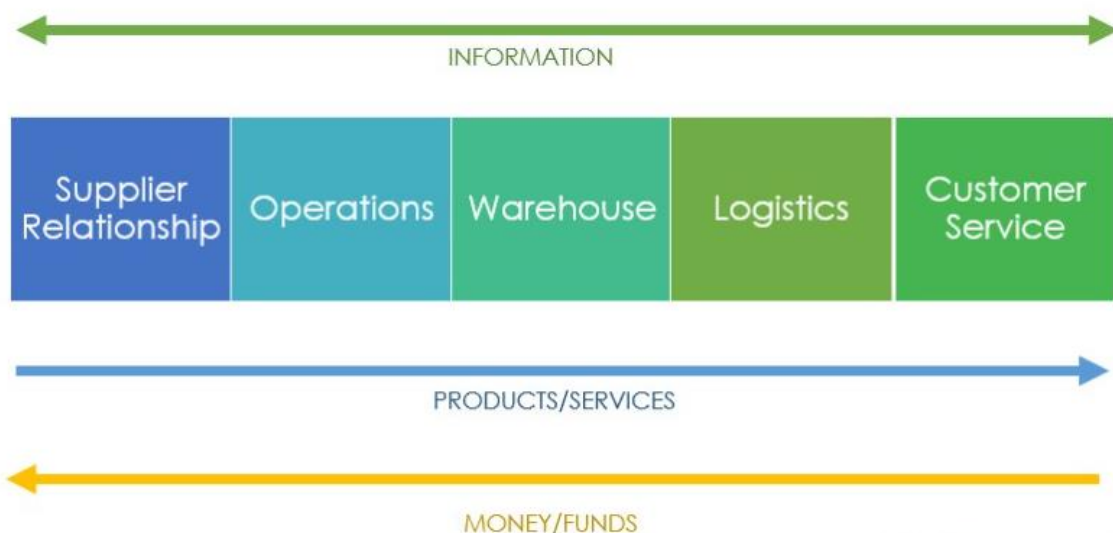 INFORMATION
Supplier
Relationship
Operations
Warehouse
Logistics
Customer
Service
PRODUCTS/SERVICES
MONEY/FUNDS